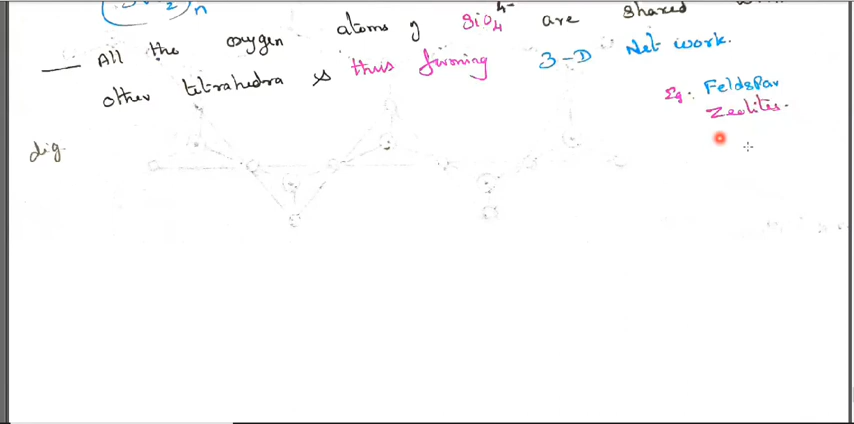 2)n
— All the oxygen atoms of SiO4 4- are shared
other tetrahedra & thus forming 3-D Net work.
Eg. Feldspar
Zeolites.
dig.